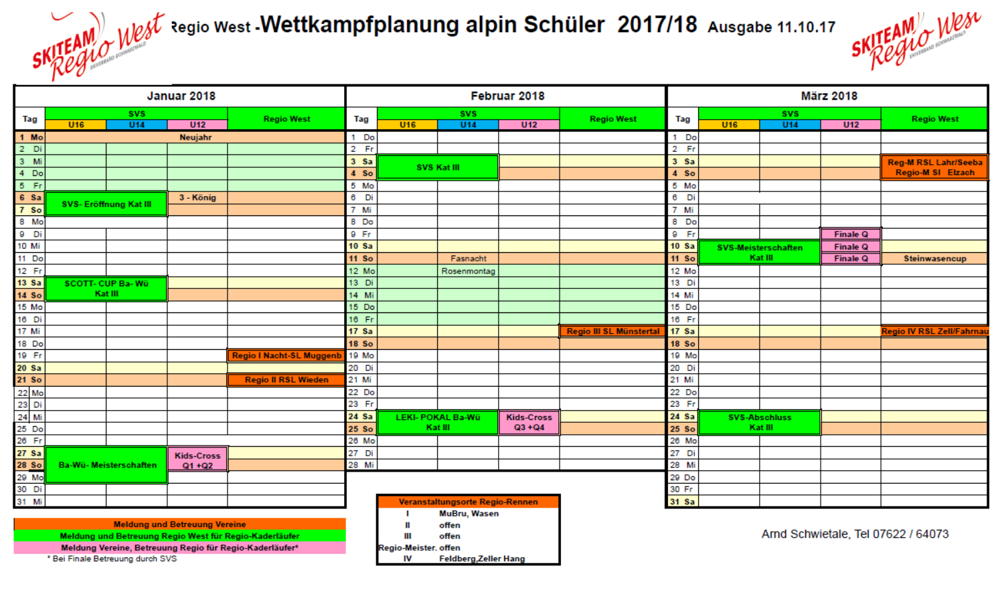 SKITEAM
Regio West
SKIVERBAND SCHWARZWALD
Regio West -Wettkampfplanung alpin Schüler 2017/18 Ausgabe 11.10.17
SKITEAM
Regio West
SKIVERBAND SCHWARZWALD
Januar 2018
Tag SVS Regio West
U16 U14 U12
1 Mo Neujahr
2 Di
3 Mi
4 Do
5 Fr
6 Sa SVS- Eröffnung Kat III 3 - König
7 So
8 Mo
9 Di
10 Mi
11 Do
12 Fr
13 Sa SCOTT- CUP Ba- Wü
14 So Kat III
15 Mo
16 Di
17 Mi
18 Do
19 Fr Regio I Nacht-SL Muggenb
20 Sa
21 So Regio II RSL Wieden
22 Mo
23 Di
24 Mi
25 Do
26 Fr
27 Sa Kids-Cross
28 So Ba-Wü- Meisterschaften Q1 +Q2
29 Mo
30 Di
31 Mi
Februar 2018
Tag SVS Regio West
U16 U14 U12
1 Do
2 Fr
3 Sa SVS Kat III
4 So
5 Mo
6 Di
7 Mi
8 Do
9 Fr
10 Sa
11 So Fasnacht
12 Mo Rosenmontag
13 Di
14 Mi
15 Do
16 Fr
17 Sa Regio III SL Münstertal
18 So
19 Mo
20 Di
21 Mi
22 Do
23 Fr
24 Sa LEKI- POKAL Ba-Wü Kids-Cross
25 So Kat III Q3 +Q4
26 Mo
27 Di
28 Mi
März 2018
Tag SVS Regio West
U16 U14 U12
1 Do
2 Fr
3 Sa Reg-M RSL Lahr/Seeba
4 So Regio-M Sl Elzach
5 Mo
6 Di
7 Mi
8 Do
9 Fr Finale Q
10 Sa SVS-Meisterschaften Finale Q
11 So Kat III Finale Q Steinwasencup
12 Mo
13 Di
14 Mi
15 Do
16 Fr
17 Sa Regio IV RSL Zell/Fahrnau
18 So
19 Mo
20 Di
21 Mi
22 Do
23 Fr
24 Sa SVS-Abschluss
25 So Kat III
26 Mo
27 Di
28 Mi
29 Do
30 Fr
31 Sa
Meldung und Betreuung Vereine
Meldung und Betreuung Regio West für Regio-Kaderläufer
Meldung Vereine, Betreuung Regio für Regio-Kaderläufer*
* Bei Finale Betreuung durch SVS
Veranstaltungsorte Regio-Rennen
I MuBru, Wasen
II offen
III offen
Regio-Meister. offen
IV Feldberg,Zeller Hang
Arnd Schwietale, Tel 07622 / 64073